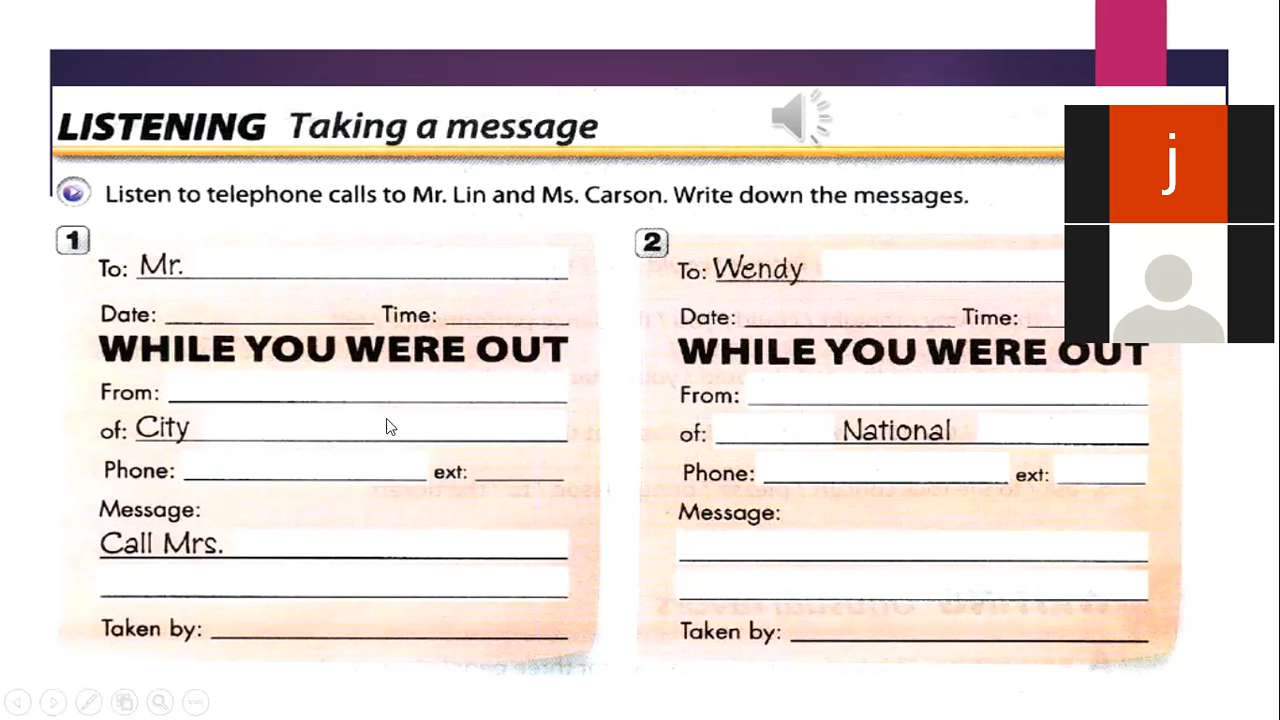 LISTENING Taking a message
Listen to telephone calls to Mr. Lin and Ms. Carson. Write down the messages.
1
To: Mr.
Date: Time:
WHILE YOU WERE OUT
From:
of: City
Phone: ext:
Message:
Call Mrs.
Taken by:
2
To: Wendy
Date: Time:
WHILE YOU WERE OUT
From:
of: National
Phone: ext:
Message:
Taken by:
j